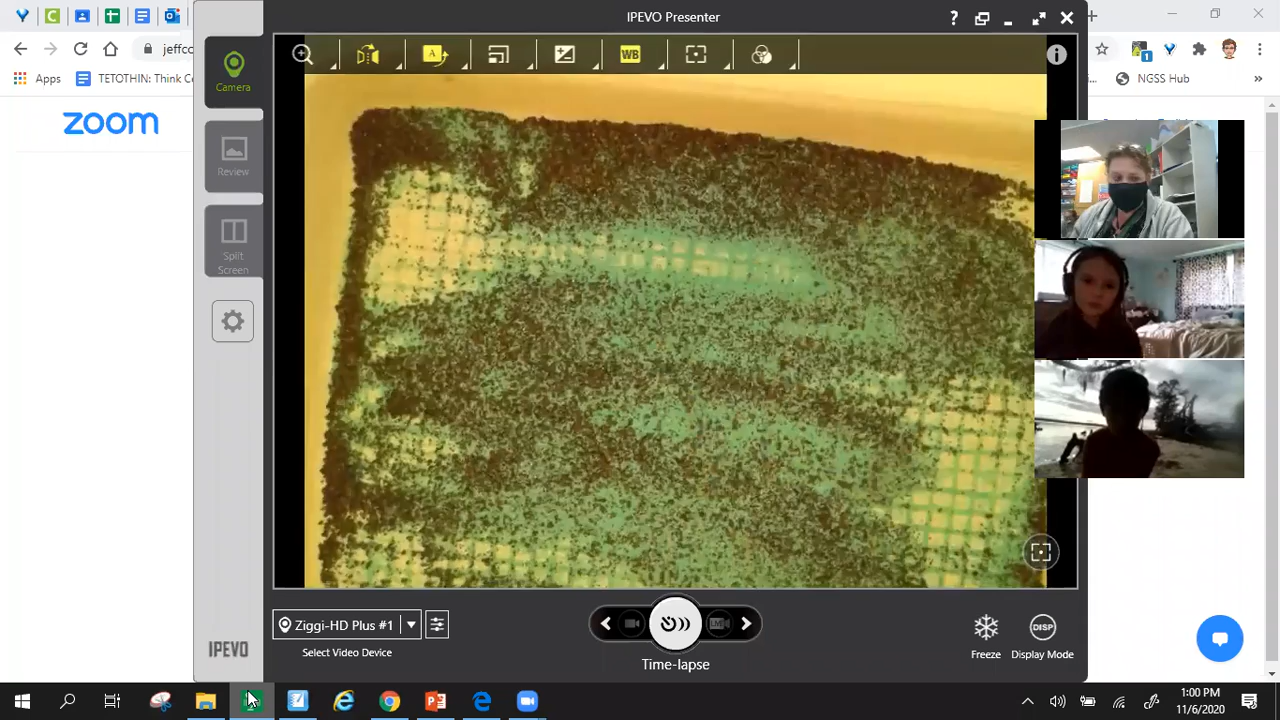 IPEVO Presenter
?
jeffcc
Apps
TETOTHIN: Think C
NGSS Hub
»
zoom
Camera
Review
Split
Screen
A
WB
Ziggi-HD Plus #1
Select Video Device
IPEVO
Time-lapse
Freeze
DISP
Display Mode
1:00 PM
11/6/2020